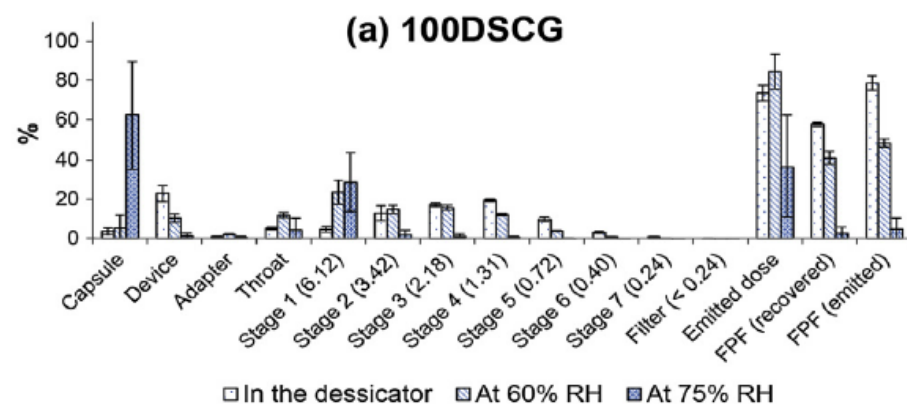 (a) 100DSCG
100
80
60
40
20
0
%
Capsule
Device
Adapter
Throat
Stage 1 (6.12)
Stage 2 (3.42)
Stage 3 (2.18)
Stage 4 (1.31)
Stage 5 (0.72)
Stage 6 (0.40)
Stage 7 (0.24)
Filter (< 0.24)
Emitted dose
FPF (recovered)
FPF (emitted)
In the dessicator At 60% RH At 75% RH